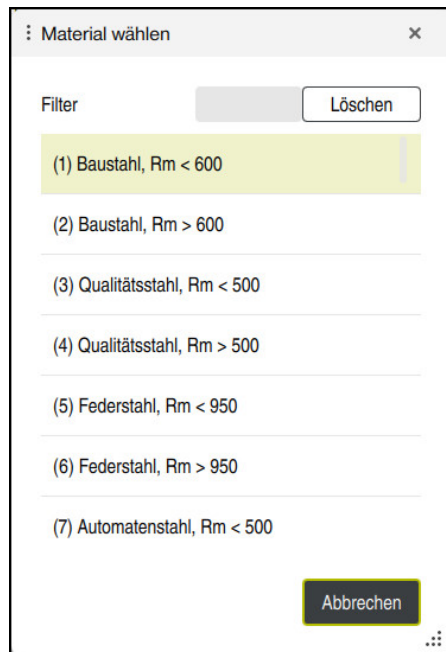 Material wählen
Filter Löschen
(1) Baustahl, Rm < 600
(2) Baustahl, Rm > 600
(3) Qualitätsstahl, Rm < 500
(4) Qualitätsstahl, Rm > 500
(5) Federstahl, Rm < 950
(6) Federstahl, Rm > 950
(7) Automatenstahl, Rm < 500
Abbrechen